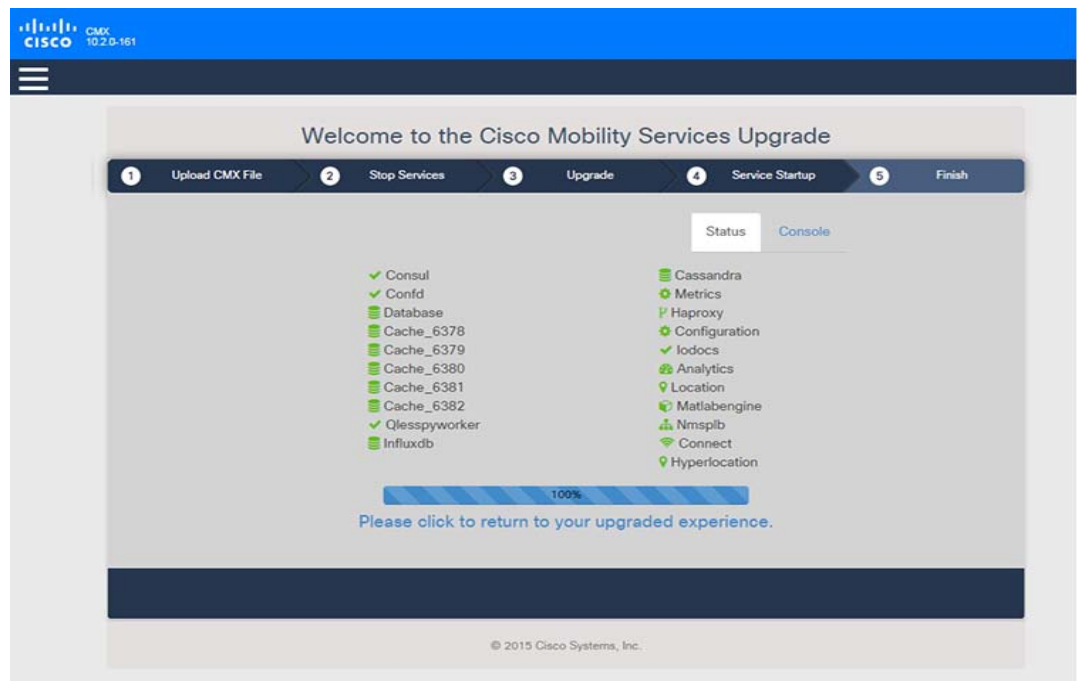 CISCO
CMX
10.2.0-161
Welcome to the Cisco Mobility Services Upgrade
1 Upload CMX File 2 Stop Services 3 Upgrade 4 Service Startup 5 Finish
Status Console
Consul
Confd
Database
Cache_6378
Cache_6379
Cache_6380
Cache_6381
Cache_6382
Qlesspyworker
Influxdb
Cassandra
Metrics
Haproxy
Configuration
Iodocs
Analytics
Location
Matlabengine
Nmsplb
Connect
Hyperlocation
100%
Please click to return to your upgraded experience.
© 2015 Cisco Systems, Inc.